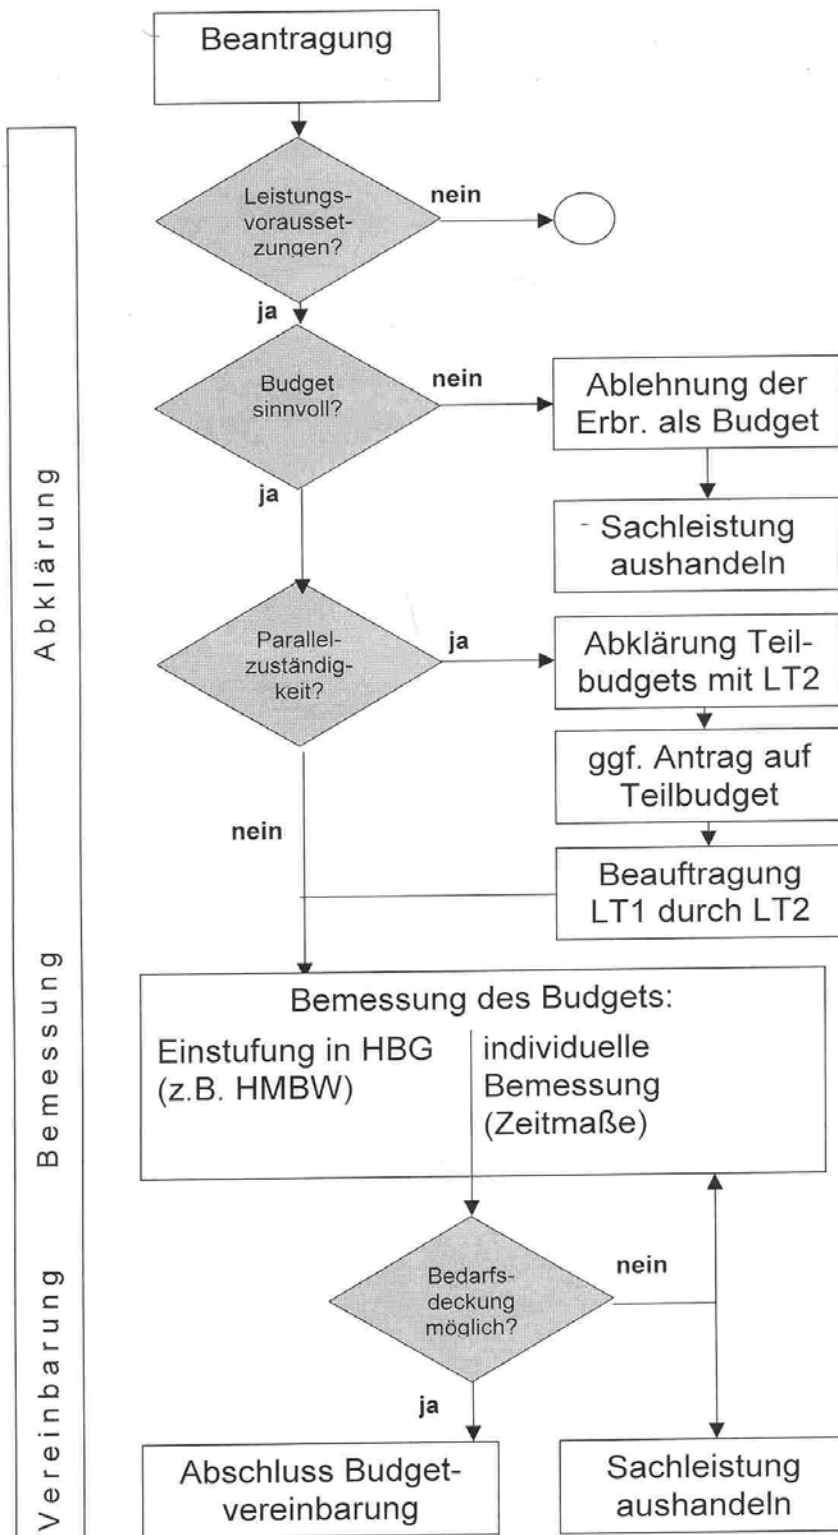 Beantragung
Leistungs-
vorausset-
zungen?
nein
ja
Budget
sinnvoll?
nein
Ablehnung der
Erbr. als Budget
ja
Sachleistung
aushandeln
Abklärung
Parallel-
zuständig-
keit?
ja
Abklärung Teil-
budgets mit LT2
ggf. Antrag auf
Teilbudget
nein
Beauftragung
LT1 durch LT2
Bemessung
Bemessung des Budgets:
Einstufung in HBG
(z.B. HMBW)
individuelle
Bemessung
(Zeitmaße)
Vereinbarung
Bedarfs-
deckung
möglich?
nein
ja
Abschluss Budget-
vereinbarung
Sachleistung
aushandeln